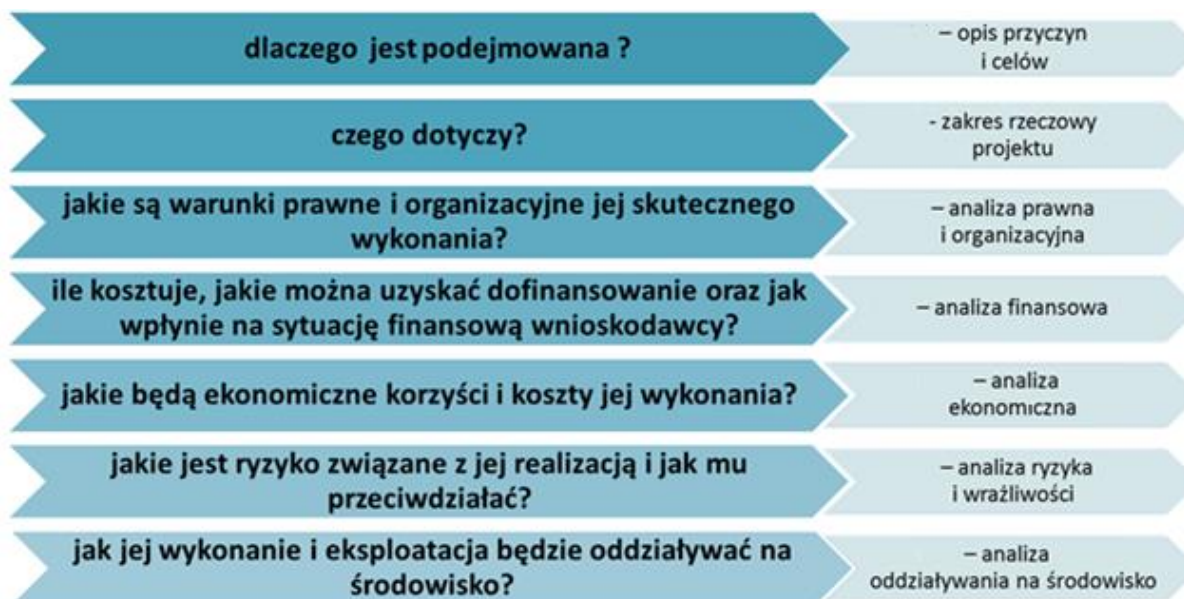 dlaczego jest podejmowana ?
– opis przyczyn
i celów
czego dotyczy?
- zakres rzeczowy
projektu
jakie są warunki prawne i organizacyjne jej skutecznego
wykonania?
– analiza prawna
i organizacyjna
ile kosztuje, jakie można uzyskać dofinansowanie oraz jak
wpłynie na sytuację finansową wnioskodawcy?
– analiza finansowa
jakie będą ekonomiczne korzyści i koszty jej wykonania?
– analiza
ekonomiczna
jakie jest ryzyko związane z jej realizacją i jak mu
przeciwdziałać?
– analiza ryzyka
i wrażliwości
jak jej wykonanie i eksploatacja będzie oddziaływać na
środowisko?
– analiza
oddziaływania na środowisko